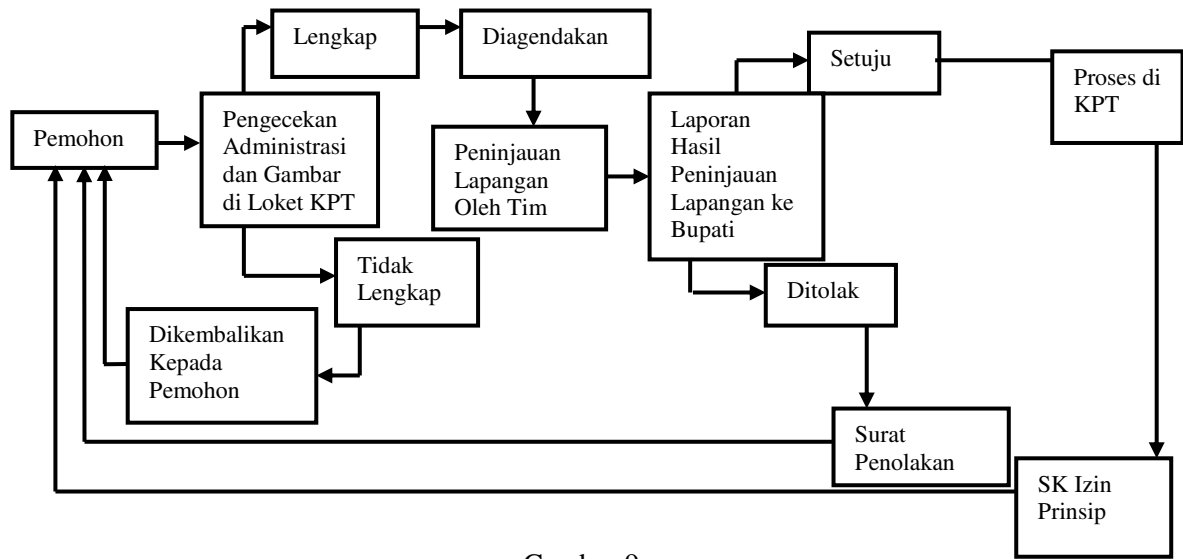 Pemohon
Pengecekan
Administrasi
dan Gambar
di Loket KPT
Lengkap
Diagendakan
Peninjauan
Lapangan
Oleh Tim
Laporan
Hasil
Peninjauan
Lapangan ke
Bupati
Setuju
Proses di
KPT
Tidak
Lengkap
Dikembalikan
Kepada
Pemohon
Ditolak
Surat
Penolakan
SK Izin
Prinsip